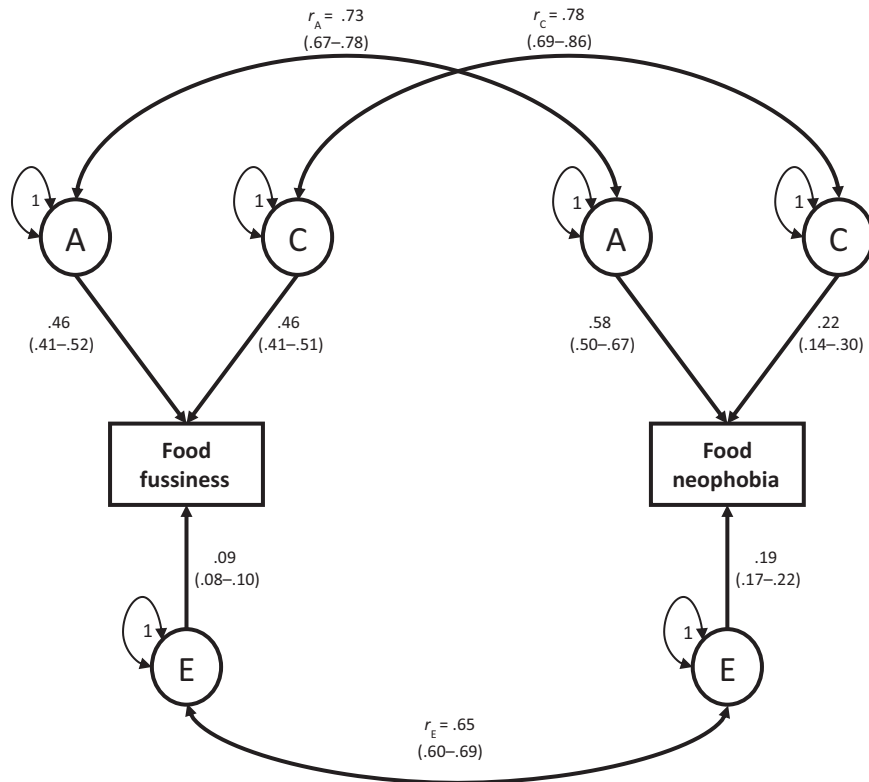 r_A = .73
(.67–.78)
r_C = .78
(.69–.86)
1
A
1
C
1
A
1
C
.46
(.41–.52)
.46
(.41–.51)
.58
(.50–.67)
.22
(.14–.30)
Food
fussiness
Food
neophobia
.09
(.08–.10)
.19
(.17–.22)
1
E
1
E
r_E = .65
(.60–.69)